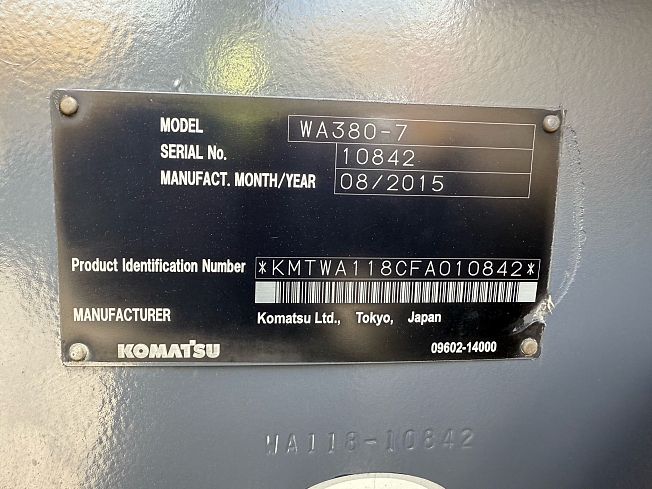 MODEL WA380-7
SERIAL No. 10842
MANUFACT. MONTH/YEAR 08/2015
Product Identification Number *KMTWA118CFA010842*
MANUFACTURER Komatsu Ltd., Tokyo, Japan
KOMATSU 09602-14000
WA118-10842